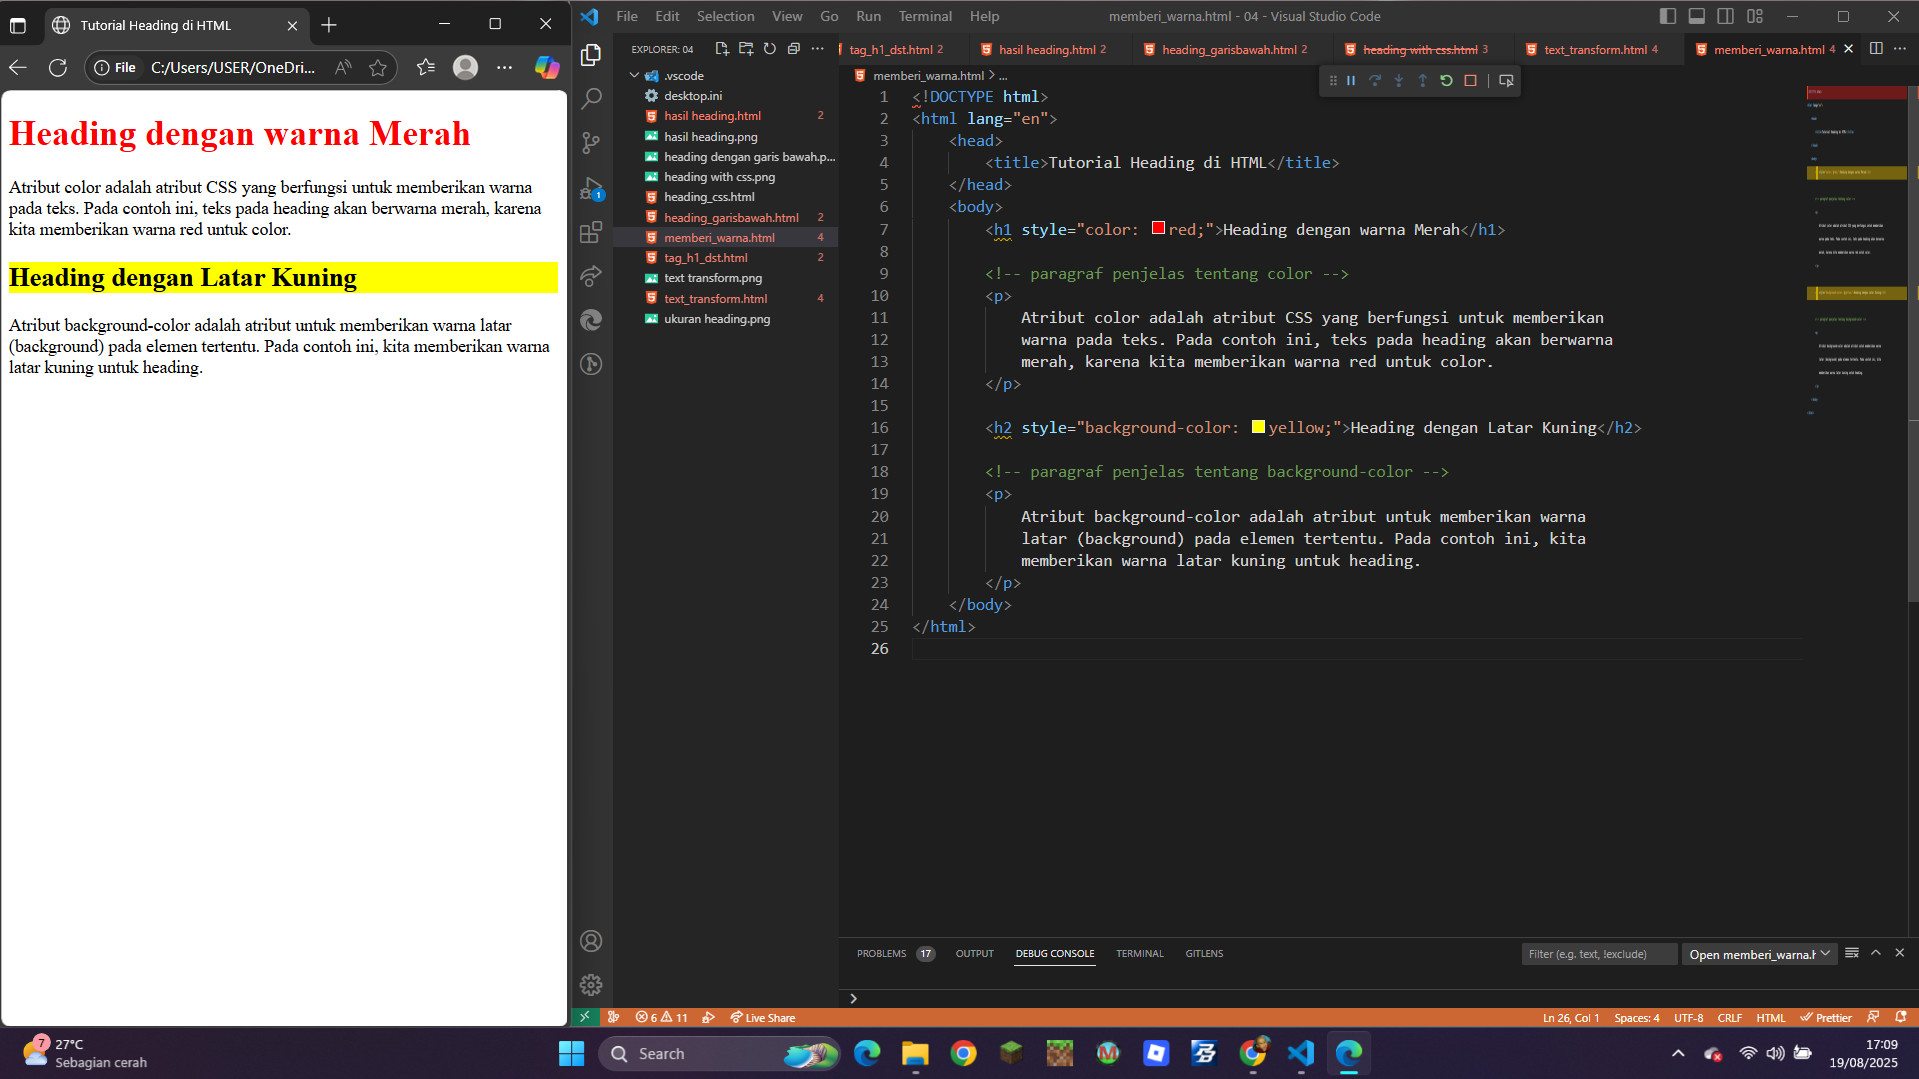 Tutorial Heading di HTML
File
C:/Users/USER/OneDri...
Heading dengan warna Merah
Atribut color adalah atribut CSS yang berfungsi untuk memberikan warna
pada teks. Pada contoh ini, teks pada heading akan berwarna merah, karena
kita memberikan warna red untuk color.
Heading dengan Latar Kuning
Atribut background-color adalah atribut untuk memberikan warna latar
(background) pada elemen tertentu. Pada contoh ini, kita memberikan warna
latar kuning untuk heading.
File Edit Selection View Go Run Terminal Help
memberi_warna.html - 04 - Visual Studio Code
EXPLORER: 04
.vscode
desktop.ini
hasil heading.html 2
hasil heading.png
heading dengan garis bawah.p...
heading with css.png
heading_css.html
heading_garisbawah.html 2
memberi_warna.html 4
tag_h1_dst.html 2
text transform.png
text_transform.html 4
ukuran heading.png
1
tag_h1_dst.html 2
hasil heading.html 2
heading_garisbawah.html 2
heading with css.html 3
text_transform.html 4
memberi_warna.html 4
memberi_warna.html > ...
1 <!DOCTYPE html>
2 <html lang="en">
3 <head>
4 <title>Tutorial Heading di HTML</title>
5 </head>
6 <body>
7 <h1 style="color: red;">Heading dengan warna Merah</h1>
8
9 <!-- paragraf penjelas tentang color -->
10 <p>
11 Atribut color adalah atribut CSS yang berfungsi untuk memberikan
12 warna pada teks. Pada contoh ini, teks pada heading akan berwarna
13 merah, karena kita memberikan warna red untuk color.
14 </p>
15
16 <h2 style="background-color: yellow;">Heading dengan Latar Kuning</h2>
17
18 <!-- paragraf penjelas tentang background-color -->
19 <p>
20 Atribut background-color adalah atribut untuk memberikan warna
21 latar (background) pada elemen tertentu. Pada contoh ini, kita
22 memberikan warna latar kuning untuk heading.
23 </p>
24 </body>
25 </html>
26
PROBLEMS 17 OUTPUT DEBUG CONSOLE TERMINAL GITLENS
Filter (e.g. text, !exclude)
Open memberi_warna.h
6 11 Live Share
Ln 26, Col 1 Spaces: 4 UTF-8 CRLF HTML Prettier
7
27°C
Sebagian cerah
Search
17:09
19/08/2025